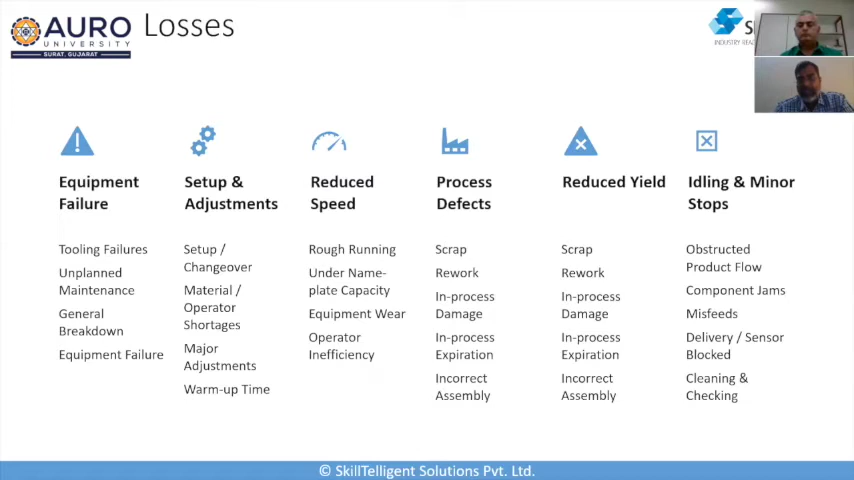 AURO
UNIVERSITY
SURAT, GUJARAT
Losses
Equipment
Failure
Tooling Failures
Unplanned
Maintenance
General
Breakdown
Equipment Failure
Setup &
Adjustments
Setup /
Changeover
Material /
Operator
Shortages
Major
Adjustments
Warm-up Time
Reduced
Speed
Rough Running
Under Name-
plate Capacity
Equipment Wear
Operator
Inefficiency
Process
Defects
Scrap
Rework
In-process
Damage
In-process
Expiration
Incorrect
Assembly
Reduced Yield
Scrap
Rework
In-process
Damage
In-process
Expiration
Incorrect
Assembly
Idling & Minor
Stops
Obstructed
Product Flow
Component Jams
Misfeeds
Delivery / Sensor
Blocked
Cleaning &
Checking
© SkillTelligent Solutions Pvt. Ltd.